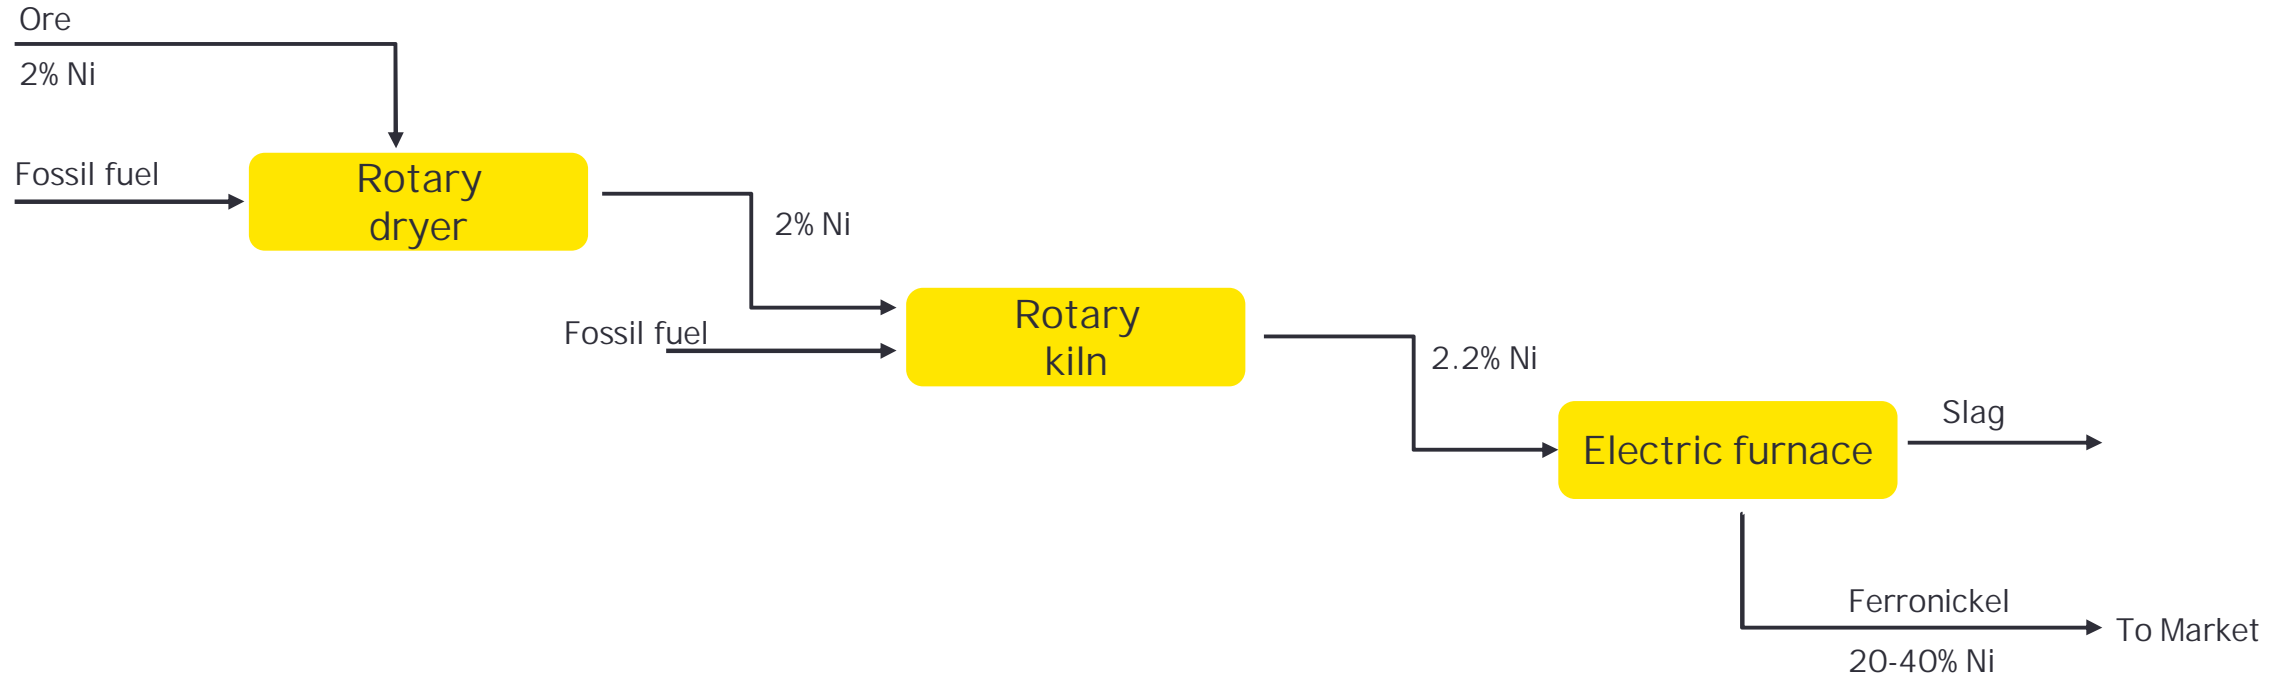 Ore
2% Ni
Fossil fuel
Rotary
dryer
2% Ni
Fossil fuel
Rotary
kiln
2.2% Ni
Electric furnace
Slag
Ferronickel
To Market
20-40% Ni